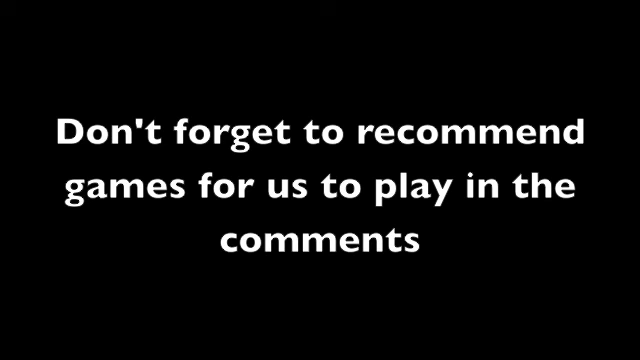 Don't forget to recommend
games for us to play in the
comments